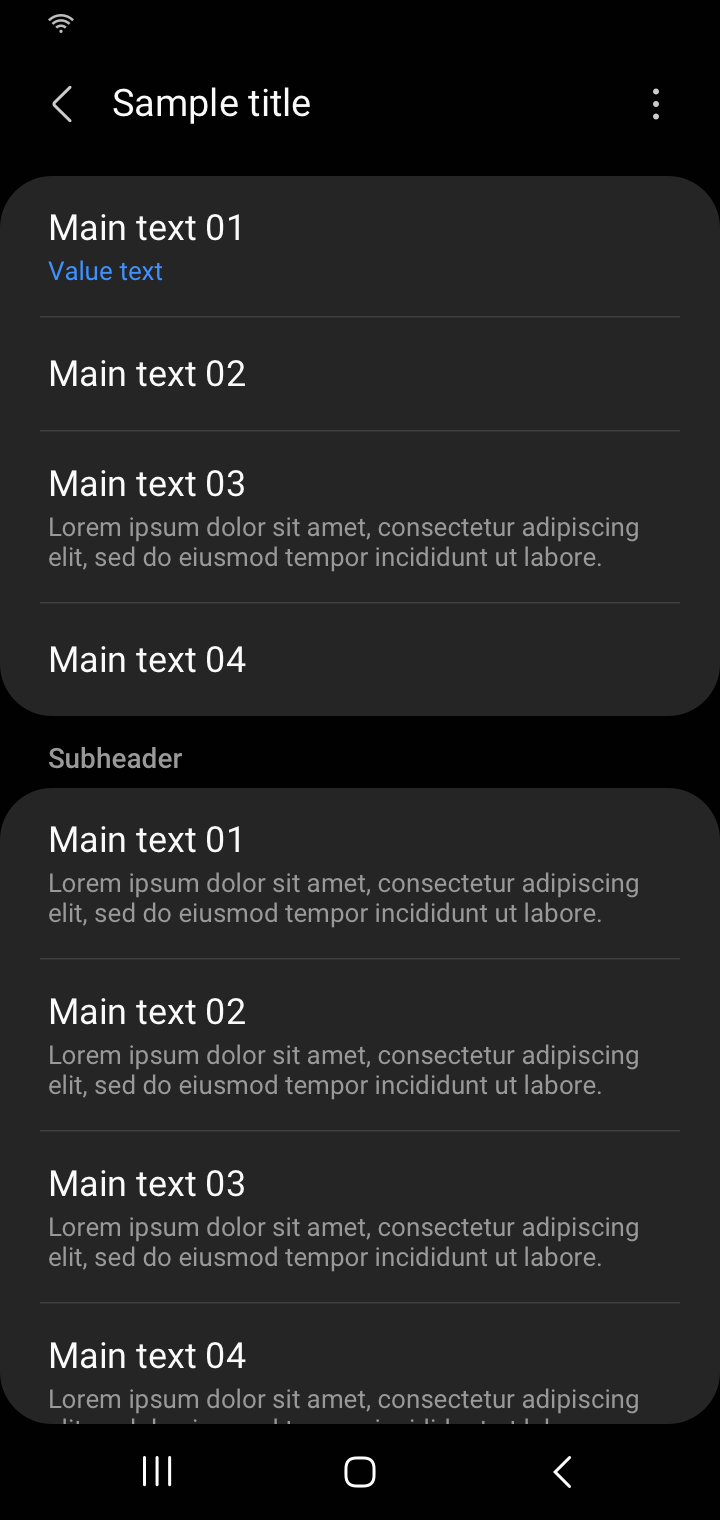 Sample title
Main text 01
Value text
Main text 02
Main text 03
Lorem ipsum dolor sit amet, consectetur adipiscing
elit, sed do eiusmod tempor incididunt ut labore.
Main text 04
Subheader
Main text 01
Lorem ipsum dolor sit amet, consectetur adipiscing
elit, sed do eiusmod tempor incididunt ut labore.
Main text 02
Lorem ipsum dolor sit amet, consectetur adipiscing
elit, sed do eiusmod tempor incididunt ut labore.
Main text 03
Lorem ipsum dolor sit amet, consectetur adipiscing
elit, sed do eiusmod tempor incididunt ut labore.
Main text 04
Lorem ipsum dolor sit amet, consectetur adipiscing